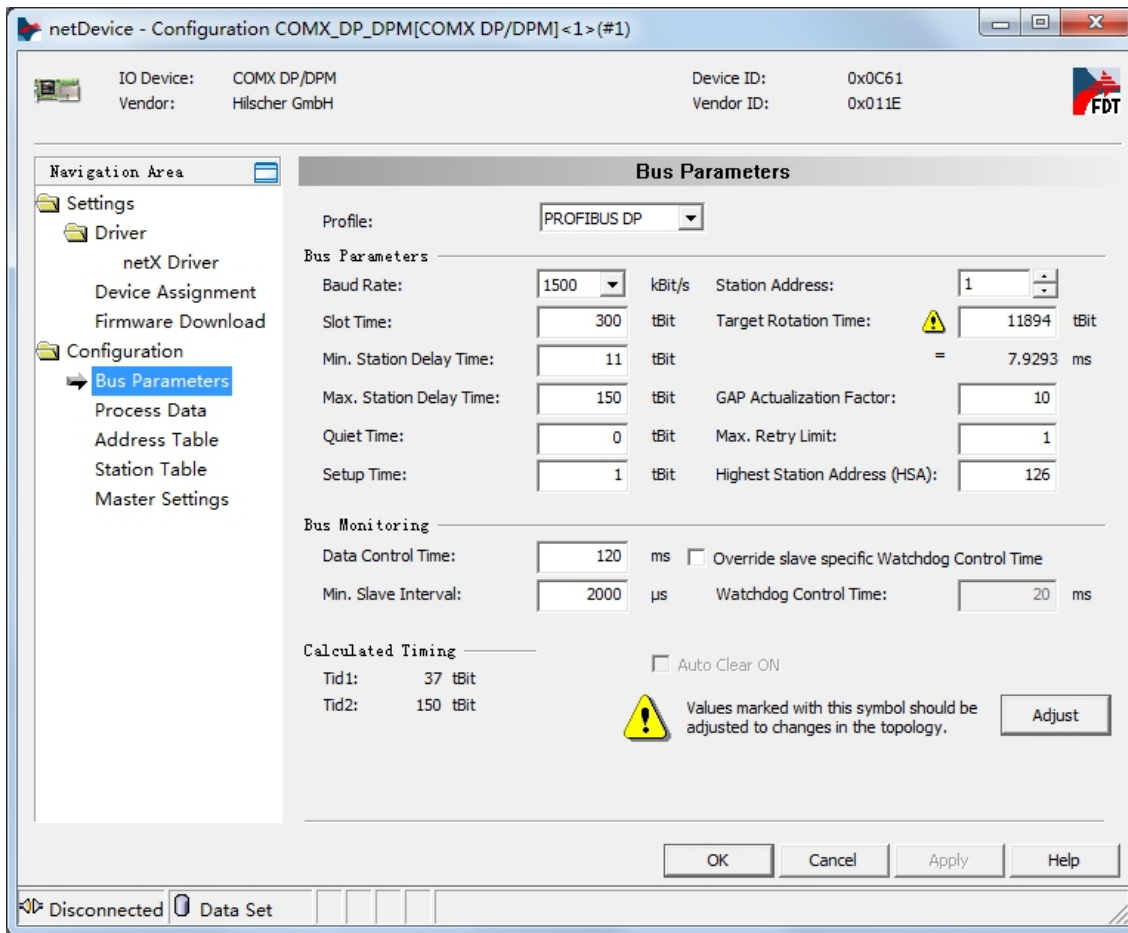 netDevice - Configuration COMX_DP_DPM[COMX DP/DPM]<1>(#1)
IO Device: COMX DP/DPM Device ID: 0x0C61
Vendor: Hilscher GmbH Vendor ID: 0x011E
FDT
Navigation Area
Settings
Driver
netX Driver
Device Assignment
Firmware Download
Configuration
Bus Parameters
Process Data
Address Table
Station Table
Master Settings
Bus Parameters
Profile: PROFIBUS DP
Bus Parameters
Baud Rate: 1500 kBit/s Station Address: 1
Slot Time: 300 tBit Target Rotation Time: 11894 tBit
Min. Station Delay Time: 11 tBit = 7.9293 ms
Max. Station Delay Time: 150 tBit GAP Actualization Factor: 10
Quiet Time: 0 tBit Max. Retry Limit: 1
Setup Time: 1 tBit Highest Station Address (HSA): 126
Bus Monitoring
Data Control Time: 120 ms Override slave specific Watchdog Control Time
Min. Slave Interval: 2000 µs Watchdog Control Time: 20 ms
Calculated Timing
Auto Clear ON
Tid1: 37 tBit
Tid2: 150 tBit
Values marked with this symbol should be
adjusted to changes in the topology.
Adjust
OK Cancel Apply Help
Disconnected Data Set